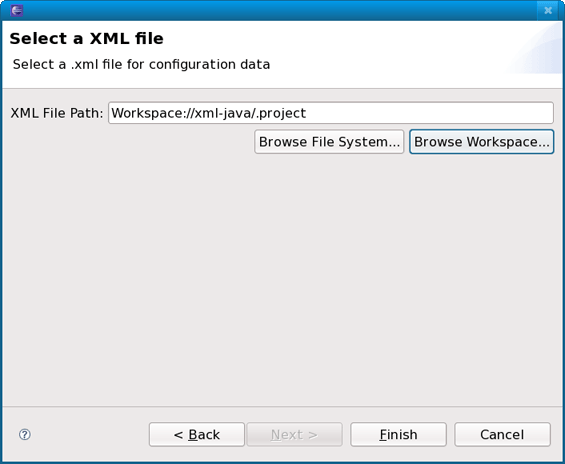 Select a XML file
Select a .xml file for configuration data
XML File Path: Workspace://xml-java/.project
Browse File System... Browse Workspace...
? < Back Next > Finish Cancel